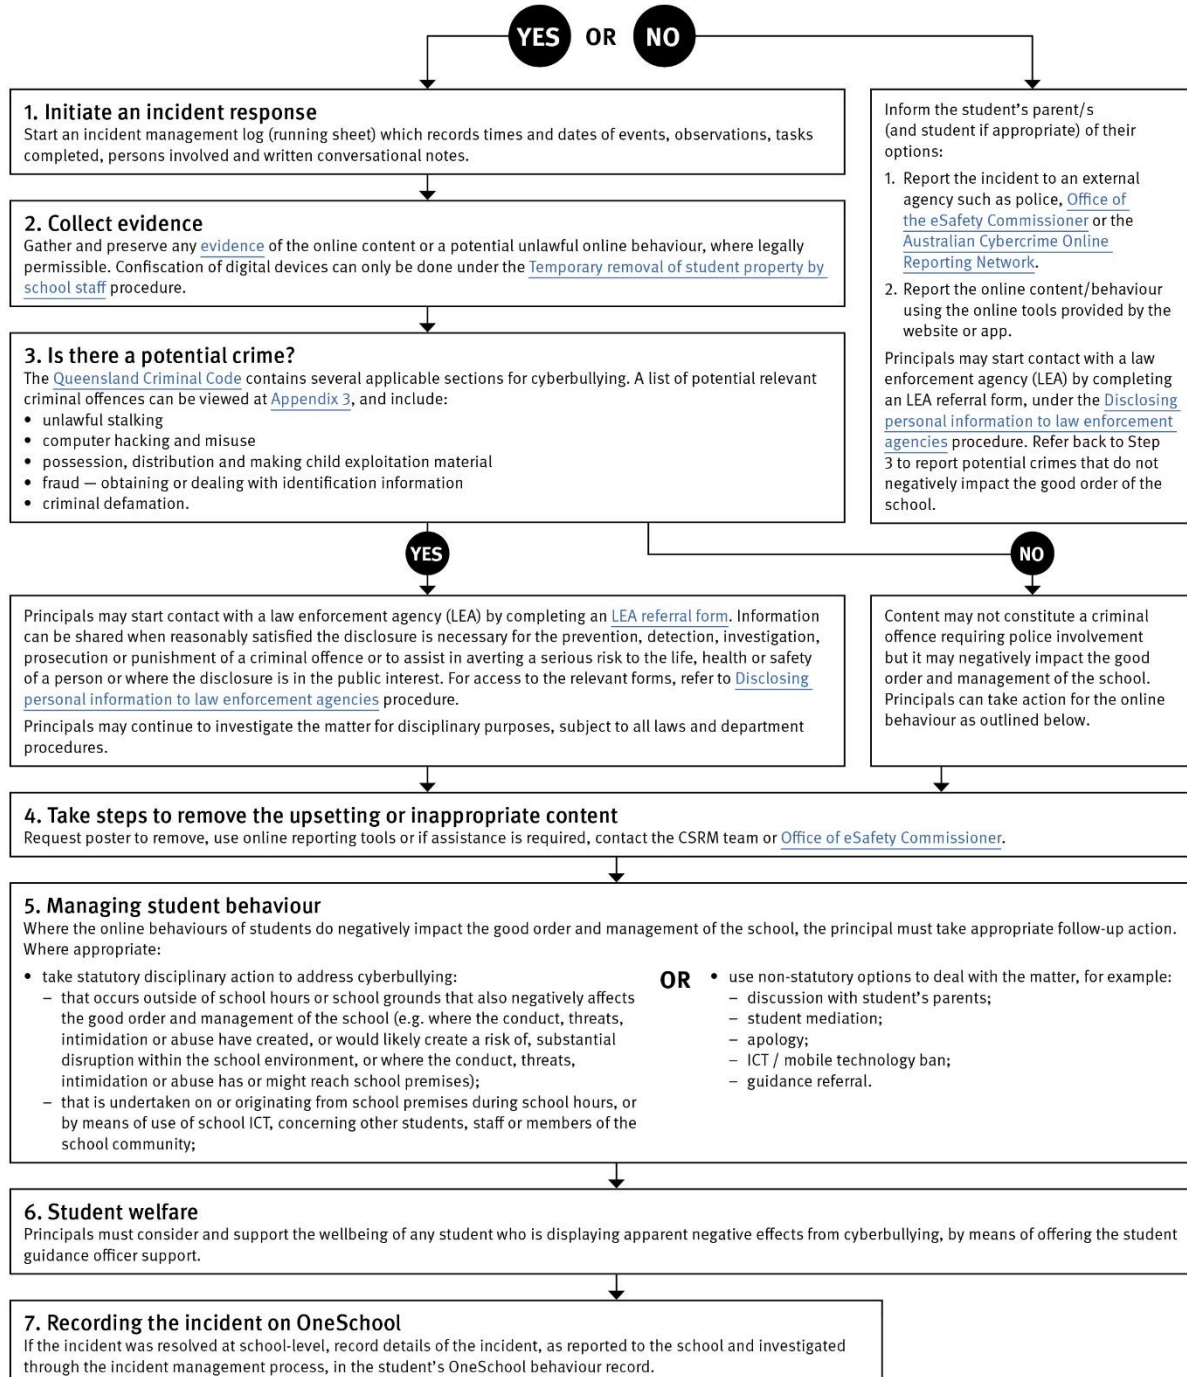 YES OR NO
1. Initiate an incident response
Start an incident management log (running sheet) which records times and dates of events, observations, tasks
completed, persons involved and written conversational notes.
2. Collect evidence
Gather and preserve any evidence of the online content or a potential unlawful online behaviour, where legally
permissible. Confiscation of digital devices can only be done under the Temporary removal of student property by
school staff procedure.
3. Is there a potential crime?
The Queensland Criminal Code contains several applicable sections for cyberbullying. A list of potential relevant
criminal offences can be viewed at Appendix 3, and include:
• unlawful stalking
• computer hacking and misuse
• possession, distribution and making child exploitation material
• fraud — obtaining or dealing with identification information
• criminal defamation.
Inform the student's parent/s
(and student if appropriate) of their
options:
1. Report the incident to an external
agency such as police, Office of
the eSafety Commissioner or the
Australian Cybercrime Online
Reporting Network.
2. Report the online content/behaviour
using the online tools provided by the
website or app.
Principals may start contact with a law
enforcement agency (LEA) by completing
an LEA referral form, under the Disclosing
personal information to law enforcement
agencies procedure. Refer back to Step
3 to report potential crimes that do not
negatively impact the good order of the
school.
YES
NO
Principals may start contact with a law enforcement agency (LEA) by completing an LEA referral form. Information
can be shared when reasonably satisfied the disclosure is necessary for the prevention, detection, investigation,
prosecution or punishment of a criminal offence or to assist in averting a serious risk to the life, health or safety
of a person or where the disclosure is in the public interest. For access to the relevant forms, refer to Disclosing
personal information to law enforcement agencies procedure.
Principals may continue to investigate the matter for disciplinary purposes, subject to all laws and department
procedures.
Content may not constitute a criminal
offence requiring police involvement
but it may negatively impact the good
order and management of the school.
Principals can take action for the online
behaviour as outlined below.
4. Take steps to remove the upsetting or inappropriate content
Request poster to remove, use online reporting tools or if assistance is required, contact the CSRM team or Office of eSafety Commissioner.
5. Managing student behaviour
Where the online behaviours of students do negatively impact the good order and management of the school, the principal must take appropriate follow-up action.
Where appropriate:
• take statutory disciplinary action to address cyberbullying:
– that occurs outside of school hours or school grounds that also negatively affects
the good order and management of the school (e.g. where the conduct, threats,
intimidation or abuse have created, or would likely create a risk of, substantial
disruption within the school environment, or where the conduct, threats,
intimidation or abuse has or might reach school premises);
– that is undertaken on or originating from school premises during school hours, or
by means of use of school ICT, concerning other students, staff or members of the
school community;
OR
• use non-statutory options to deal with the matter, for example:
– discussion with student's parents;
– student mediation;
– apology;
– ICT / mobile technology ban;
– guidance referral.
6. Student welfare
Principals must consider and support the wellbeing of any student who is displaying apparent negative effects from cyberbullying, by means of offering the student
guidance officer support.
7. Recording the incident on OneSchool
If the incident was resolved at school-level, record details of the incident, as reported to the school and investigated
through the incident management process, in the student's OneSchool behaviour record.